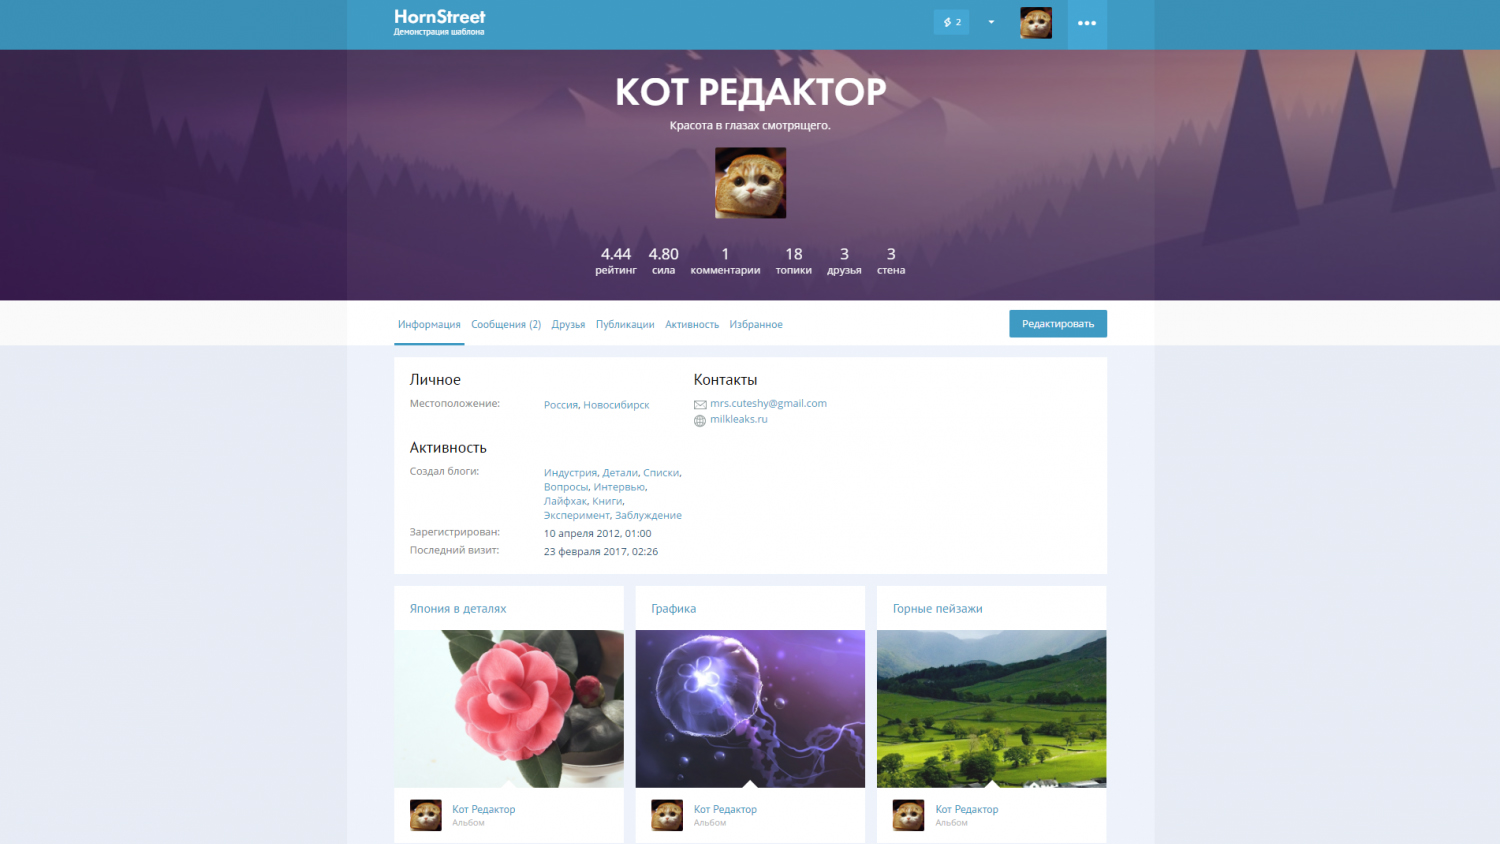 HornStreet
Демонстрация шаблона
2
КОТ РЕДАКТОР
Красота в глазах смотрящего.
4.44 4.80 1 18 3 3
рейтинг сила комментарии топики друзья стена
Информация Сообщения (2) Друзья Публикации Активность Избранное Редактировать
Личное
Местоположение: Россия, Новосибирск
Контакты
mrs.cuteshy@gmail.com
milkleaks.ru
Активность
Создал блоги: Индустрия, Детали, Списки,
Вопросы, Интервью,
Лайфхак, Книги,
Эксперимент, Заблуждение
Зарегистрирован: 10 апреля 2012, 01:00
Последний визит: 23 февраля 2017, 02:26
Япония в деталях
Кот Редактор
Альбом
Графика
Кот Редактор
Альбом
Горные пейзажи
Кот Редактор
Альбом